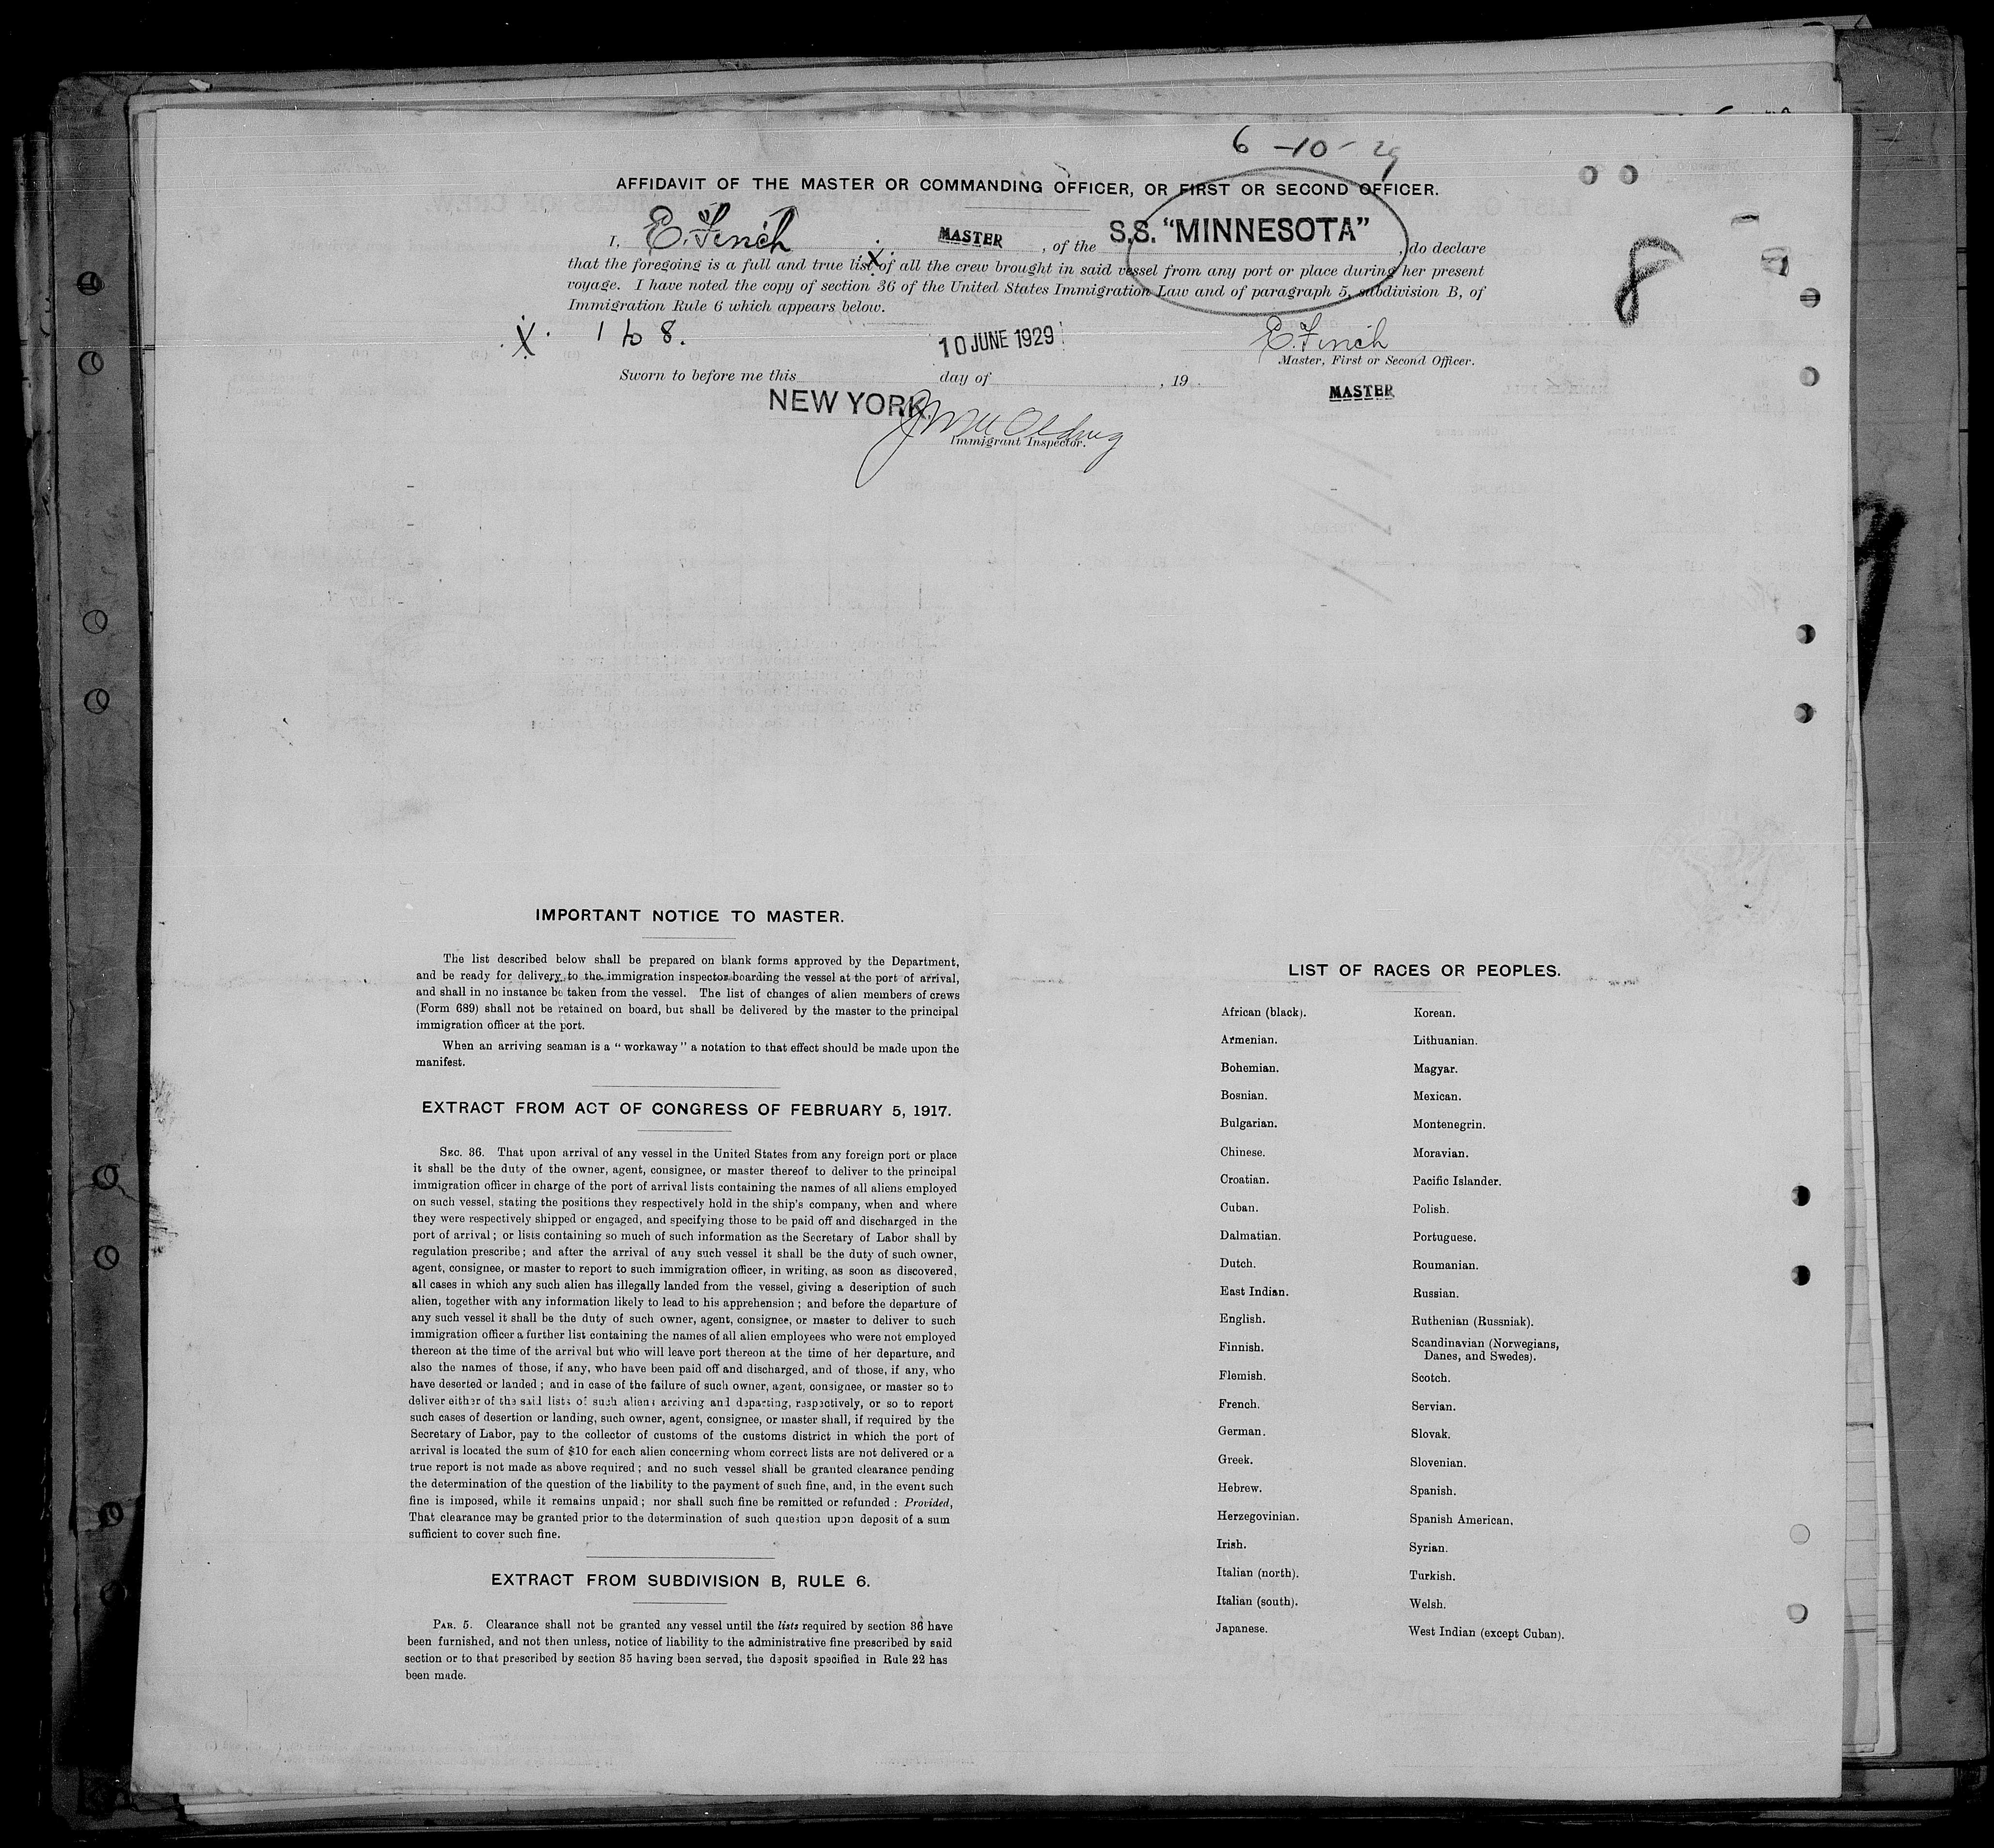 6-10-29
AFFIDAVIT OF THE MASTER OR COMMANDING OFFICER, OR FIRST OR SECOND OFFICER.
I, E. Finch MASTER, of the S.S. "MINNESOTA", do declare
that the foregoing is a full and true list of all the crew brought in said vessel from any port or place during her present
voyage. I have noted the copy of section 36 of the United States Immigration Law and of paragraph 5, subdivision B, of
Immigration Rule 6 which appears below.
8
X. 1 to 8.
10 JUNE 1929
E. Finch
Master, First or Second Officer.
Sworn to before me this day of , 19 .
MASTER
NEW YORK
Immigrant Inspector.
IMPORTANT NOTICE TO MASTER.
The list described below shall be prepared on blank forms approved by the Department,
and be ready for delivery to the immigration inspector boarding the vessel at the port of arrival,
and shall in no instance be taken from the vessel. The list of changes of alien members of crews
(Form 689) shall not be retained on board, but shall be delivered by the master to the principal
immigration officer at the port.
When an arriving seaman is a "workaway" a notation to that effect should be made upon the
manifest.
EXTRACT FROM ACT OF CONGRESS OF FEBRUARY 5, 1917.
SEC. 36. That upon arrival of any vessel in the United States from any foreign port or place
it shall be the duty of the owner, agent, consignee, or master thereof to deliver to the principal
immigration officer in charge of the port of arrival lists containing the names of all aliens employed
on such vessel, stating the positions they respectively hold in the ship's company, when and where
they were respectively shipped or engaged, and specifying those to be paid off and discharged in the
port of arrival; or lists containing so much of such information as the Secretary of Labor shall by
regulation prescribe; and after the arrival of any such vessel it shall be the duty of such owner,
agent, consignee, or master to report to such immigration officer, in writing, as soon as discovered,
all cases in which any such alien has illegally landed from the vessel, giving a description of such
alien, together with any information likely to lead to his apprehension; and before the departure of
any such vessel it shall be the duty of such owner, agent, consignee, or master to deliver to such
immigration officer a further list containing the names of all alien employees who were not employed
thereon at the time of the arrival but who will leave port thereon at the time of her departure, and
also the names of those, if any, who have been paid off and discharged, and of those, if any, who
have deserted or landed; and in case of the failure of such owner, agent, consignee, or master so to
deliver either of the said lists of such aliens arriving and departing, respectively, or so to report
such cases of desertion or landing, such owner, agent, consignee, or master shall, if required by the
Secretary of Labor, pay to the collector of customs of the customs district in which the port of
arrival is located the sum of $10 for each alien concerning whom correct lists are not delivered or a
true report is not made as above required; and no such vessel shall be granted clearance pending
the determination of the question of the liability to the payment of such fine, and, in the event such
fine is imposed, while it remains unpaid; nor shall such fine be remitted or refunded: Provided,
That clearance may be granted prior to the determination of such question upon deposit of a sum
sufficient to cover such fine.
EXTRACT FROM SUBDIVISION B, RULE 6.
PAR. 5. Clearance shall not be granted any vessel until the lists required by section 36 have
been furnished, and not then unless, notice of liability to the administrative fine prescribed by said
section or to that prescribed by section 35 having been served, the deposit specified in Rule 22 has
been made.
LIST OF RACES OR PEOPLES.
African (black).
Armenian.
Bohemian.
Bosnian.
Bulgarian.
Chinese.
Croatian.
Cuban.
Dalmatian.
Dutch.
East Indian.
English.
Finnish.
Flemish.
French.
German.
Greek.
Hebrew.
Herzegovinian.
Irish.
Italian (north).
Italian (south).
Japanese.
Korean.
Lithuanian.
Magyar.
Mexican.
Montenegrin.
Moravian.
Pacific Islander.
Polish.
Portuguese.
Roumanian.
Russian.
Ruthenian (Russniak).
Scandinavian (Norwegians,
Danes, and Swedes).
Scotch.
Servian.
Slovak.
Slovenian.
Spanish.
Spanish American.
Syrian.
Turkish.
Welsh.
West Indian (except Cuban).